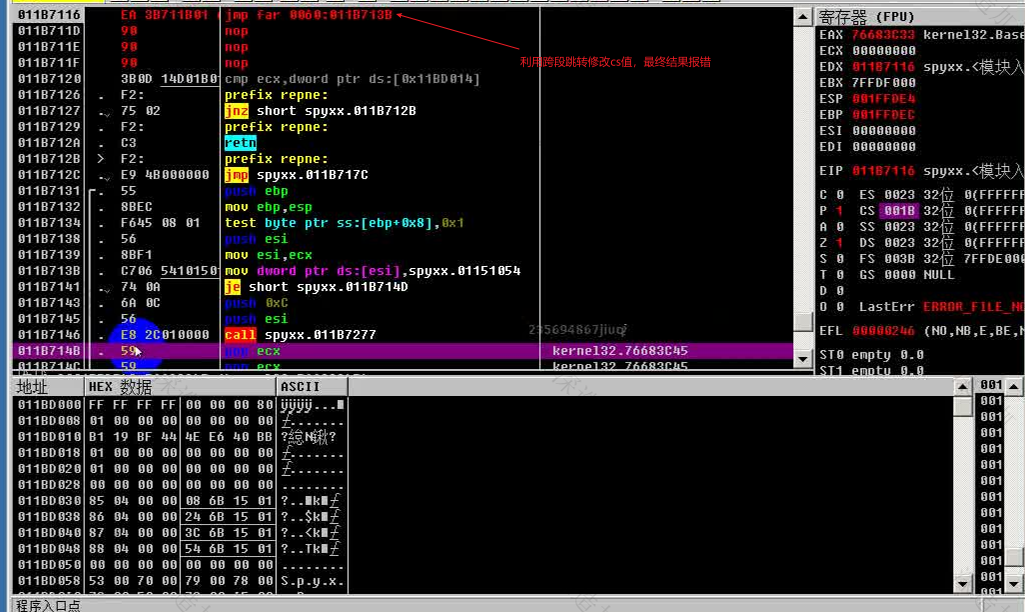 011B7116 EA 3B711B01 jmp far 0060:011B713B
011B711D 90 nop
011B711E 90 nop
011B711F 90 nop
利用跨段跳转修改cs值,最终结果报错
011B7120 3B0D 14D01B0 cmp ecx,dword ptr ds:[0x11BD014]
011B7126 . F2: prefix repne:
011B7127 . 75 02 jnz short spyxx.011B712B
011B7129 . F2: prefix repne:
011B712A . C3 retn
011B712B > F2: prefix repne:
011B712C . E9 4B000000 jmp spyxx.011B717C
011B7131 . 55 push ebp
011B7132 . 8BEC mov ebp,esp
011B7134 . F645 08 01 test byte ptr ss:[ebp+0x8],0x1
011B7138 . 56 push esi
011B7139 . 8BF1 mov esi,ecx
011B713B . C706 5410150 mov dword ptr ds:[esi],spyxx.01151054
011B7141 . 74 0A je short spyxx.011B714D
011B7143 . 6A 0C push 0xC
011B7145 . 56 push esi
011B7146 . E8 2C010000 call spyxx.011B7277
011B714B . 59 pop ecx kernel32.76683C45
011B714C . 59 pop ecx kernel32.76683C45
寄存器 (FPU)
EAX 76683C33 kernel32.Base
ECX 00000000
EDX 011B7116 spyxx.<模块入
EBX 7FFDF000
ESP 001FFDE4
EBP 001FFDEC
ESI 00000000
EDI 00000000
EIP 011B7116 spyxx.<模块入
C 0 ES 0023 32位 0(FFFFFF
P 1 CS 001B 32位 0(FFFFFF
A 0 SS 0023 32位 0(FFFFFF
Z 1 DS 0023 32位 0(FFFFFF
S 0 FS 003B 32位 7FFDE000
T 0 GS 0000 NULL
D 0
O 0 LastErr ERROR_FILE_NO
EFL 00000246 (NO,NB,E,BE,N
ST0 empty 0.0
ST1 empty 0.0
地址 HEX 数据 ASCII
011BD000 FF FF FF FF 00 00 00 80 ÿÿÿÿ...
011BD008 01 00 00 00 00 00 00 00
011BD010 B1 19 BF 44 4E E6 40 BB
011BD018 01 00 00 00 00 00 00 00
011BD020 01 00 00 00 00 00 00 00
011BD028 00 00 00 00 00 00 00 00 ........
011BD030 85 04 00 00 08 6B 15 01
011BD038 86 04 00 00 24 6B 15 01
011BD040 87 04 00 00 3C 6B 15 01
011BD048 88 04 00 00 54 6B 15 01
011BD050 00 00 00 00 00 00 00 00 ........
011BD058 53 00 70 00 79 00 78 00 S.p.y.x.
001
001
001
001
001
001
001
001
001
001
001
001
001
程序入口点